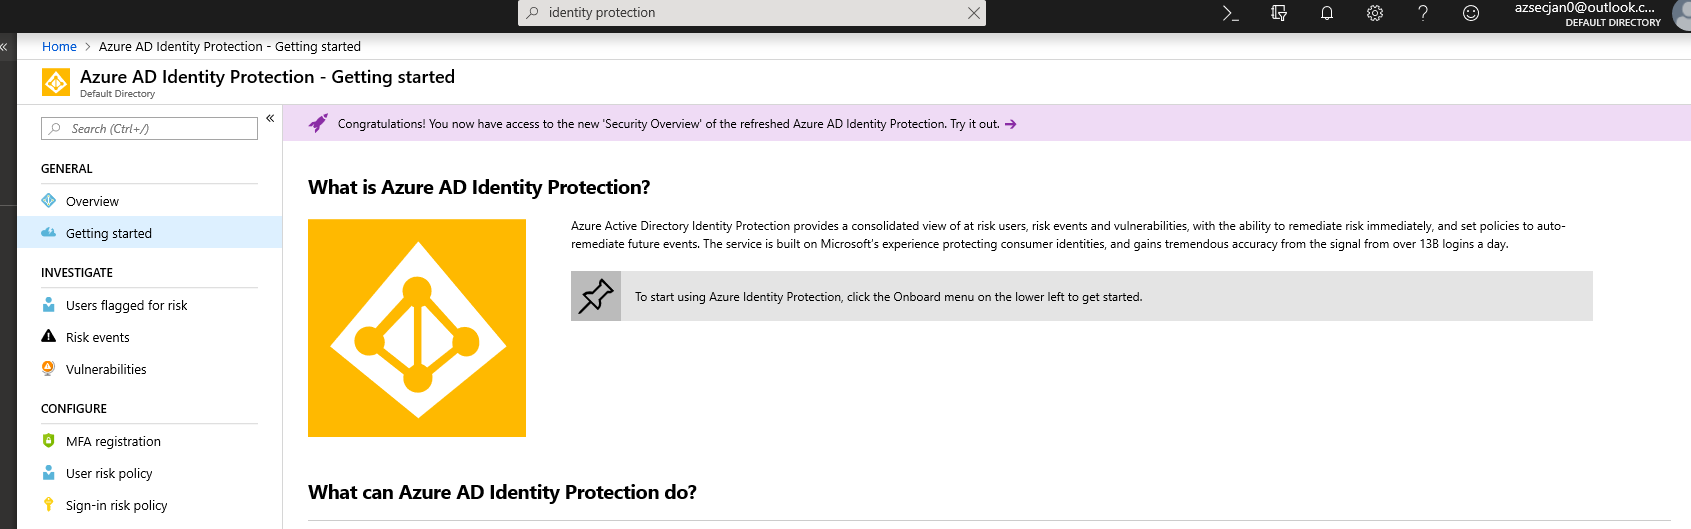 identity protection
azsecjan0@outlook.c...
DEFAULT DIRECTORY
Home > Azure AD Identity Protection - Getting started
Azure AD Identity Protection - Getting started
Default Directory
Search (Ctrl+/)
GENERAL
Overview
Getting started
INVESTIGATE
Users flagged for risk
Risk events
Vulnerabilities
CONFIGURE
MFA registration
User risk policy
Sign-in risk policy
Congratulations! You now have access to the new 'Security Overview' of the refreshed Azure AD Identity Protection. Try it out. →
What is Azure AD Identity Protection?
Azure Active Directory Identity Protection provides a consolidated view of at risk users, risk events and vulnerabilities, with the ability to remediate risk immediately, and set policies to auto-
remediate future events. The service is built on Microsoft's experience protecting consumer identities, and gains tremendous accuracy from the signal from over 13B logins a day.
To start using Azure Identity Protection, click the Onboard menu on the lower left to get started.
What can Azure AD Identity Protection do?